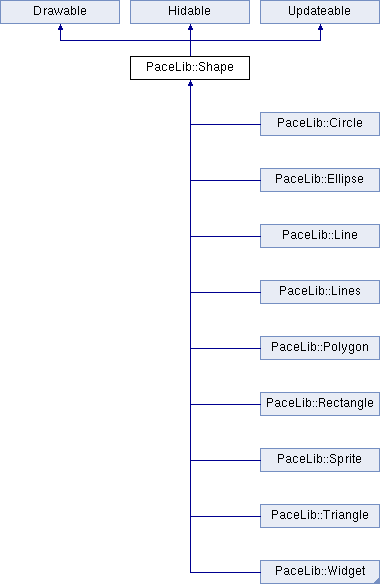 Drawable
Hidable
Updateable
PaceLib::Shape
PaceLib::Circle
PaceLib::Ellipse
PaceLib::Line
PaceLib::Lines
PaceLib::Polygon
PaceLib::Rectangle
PaceLib::Sprite
PaceLib::Triangle
PaceLib::Widget